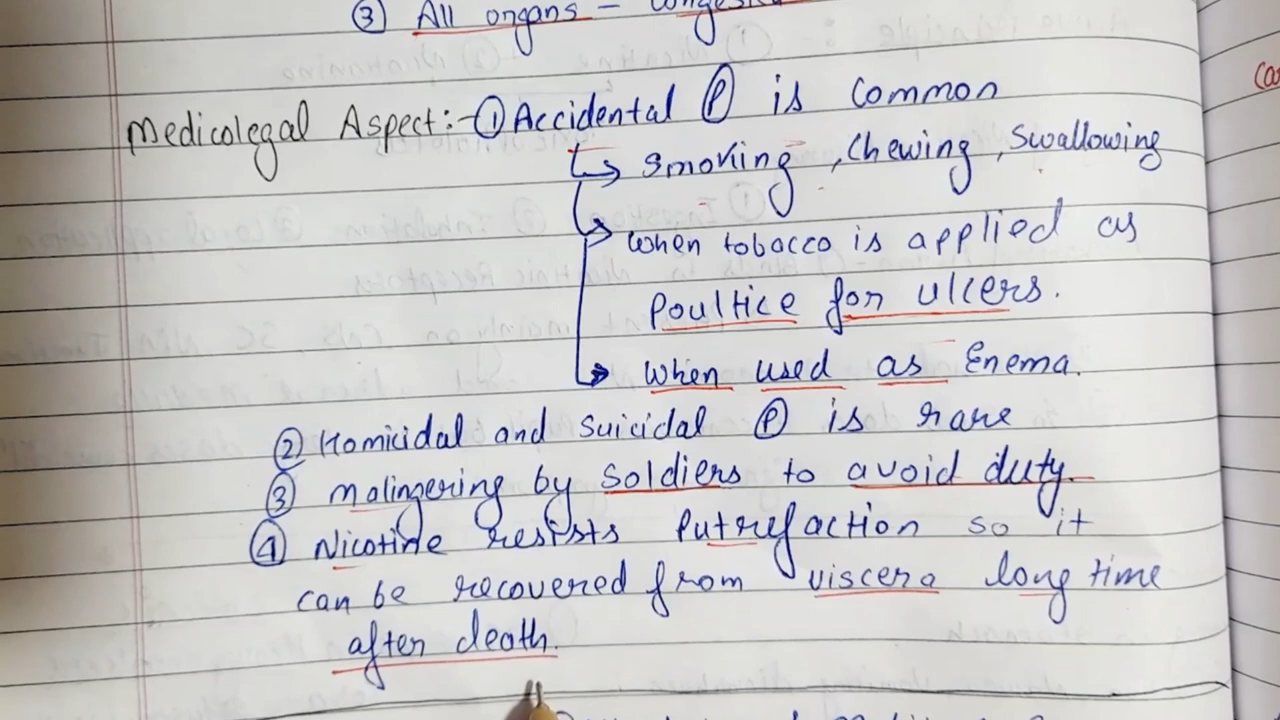 ③ All organs -
Medicolegal Aspect:- ① Accidental Ⓟ is common
↳ Smoking, Chewing, Swallowing
→ When tobacco is applied as
Poultice for ulcers.
→ When used as Enema.
② Homicidal and Suicidal Ⓟ is rare
③ Malingering by Soldiers to avoid duty.
④ Nicotine resists Putrefaction so it
can be recovered from viscera long time
after death.